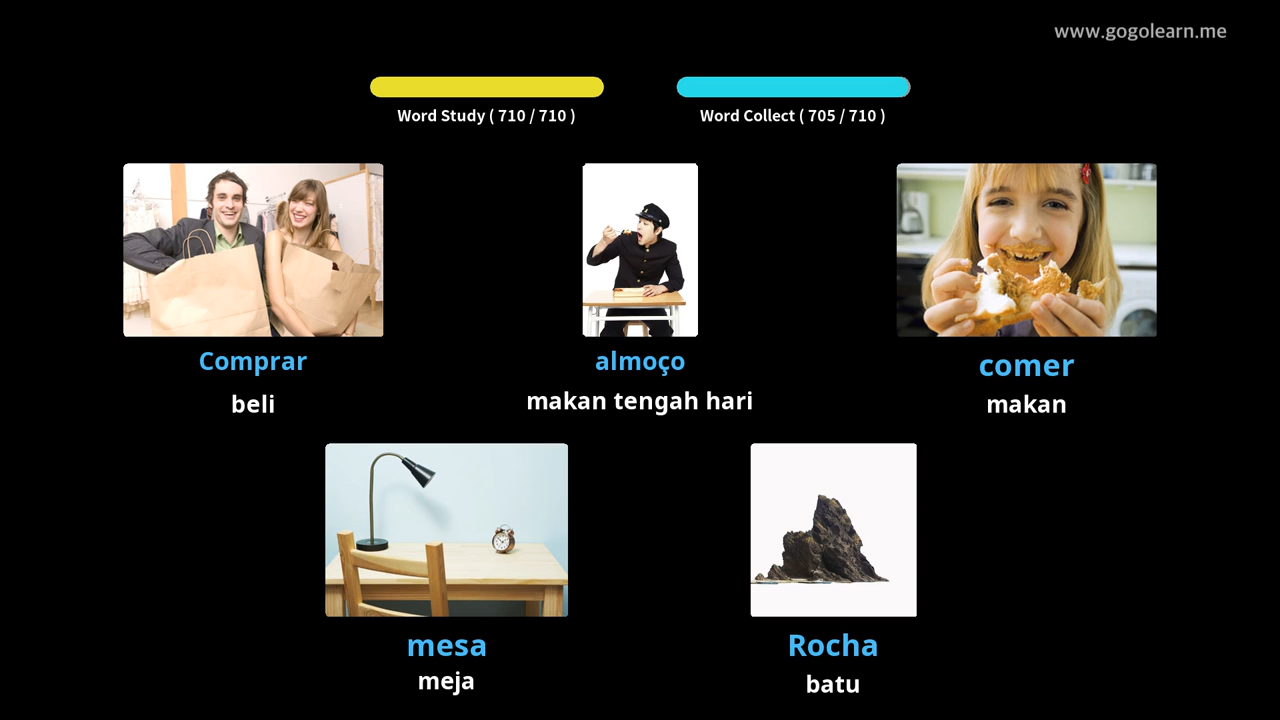 www.gogolearn.me
Word Study ( 710 / 710 )
Word Collect ( 705 / 710 )
Comprar
beli
almoço
makan tengah hari
comer
makan
mesa
meja
Rocha
batu